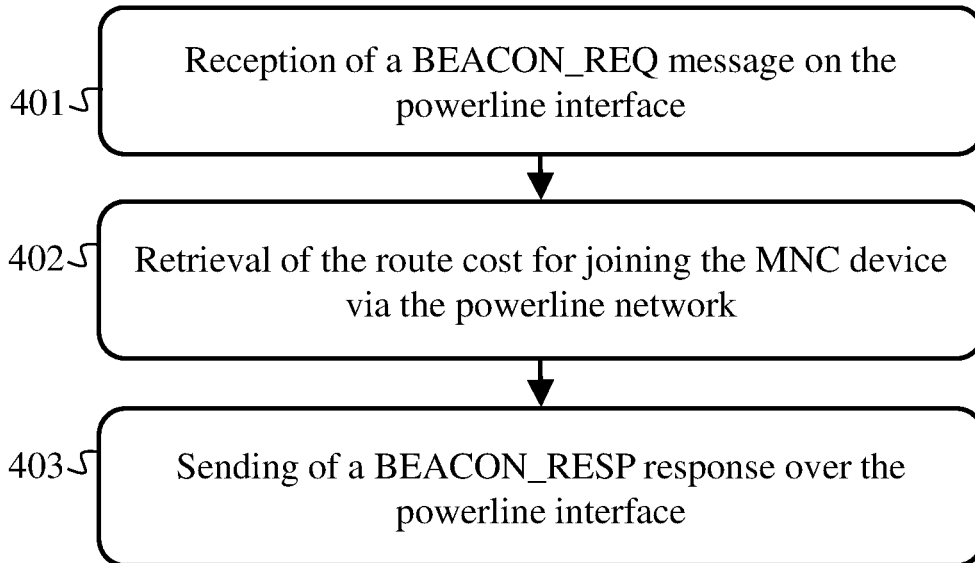 Reception of a BEACON_REQ message on the
powerline interface
401
Retrieval of the route cost for joining the MNC device
via the powerline network
402
Sending of a BEACON_RESP response over the
powerline interface
403